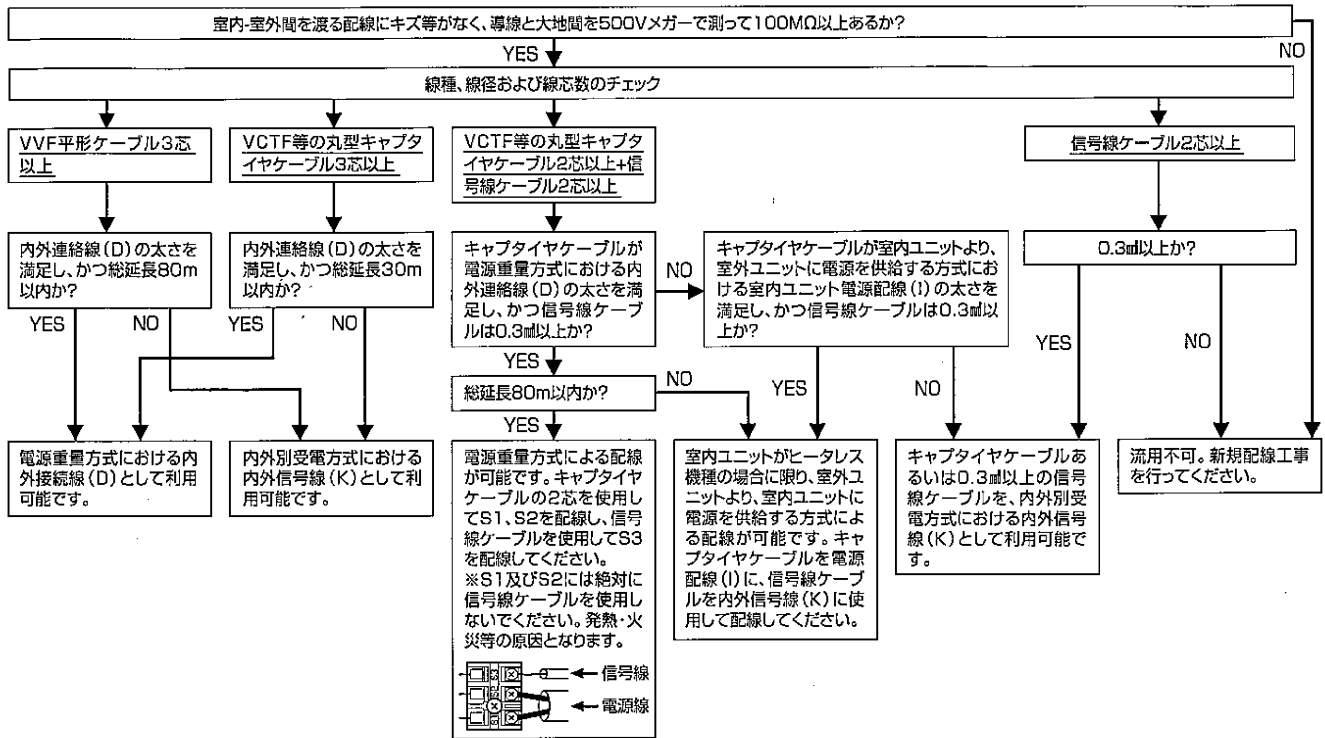 室内-室外間を渡る配線にキズ等がなく、導線と大地間を500Vメガーで測って100MΩ以上あるか?
YES
NO
線種、線径および線芯数のチェック
VVF平形ケーブル3芯
以上
VCTF等の丸型キャプタ
イヤケーブル3芯以上
VCTF等の丸型キャプタ
イヤケーブル2芯以上+信
号線ケーブル2芯以上
信号線ケーブル2芯以上
内外連絡線(D)の太さを
満足し、かつ総延長80m
以内か?
内外連絡線(D)の太さを
満足し、かつ総延長30m
以内か?
キャプタイヤケーブルが
電源重量方式における内
外連絡線(D)の太さを満
足し、かつ信号線ケーブ
ルは0.3㎟以上か?
NO
キャプタイヤケーブルが室内ユニットより、
室外ユニットに電源を供給する方式にお
ける室内ユニット電源配線(I)の太さを
満足し、かつ信号線ケーブルは0.3㎟以
上か?
0.3㎟以上か?
YES
NO
YES
NO
YES
総延長80m以内か?
NO
YES
YES
NO
YES
NO
電源重量方式における内
外接続線(D)として利用
可能です。
内外別受電方式における
内外信号線(K)として利
用可能です。
電源重量方式による配線
が可能です。キャプタイヤ
ケーブルの2芯を使用し
てS1、S2を配線し、信号
線ケーブルを使用してS3
を配線してください。
※S1及びS2には絶対に
信号線ケーブルを使用し
ないでください。発熱・火
災等の原因となります。
S3
S2
S1
信号線
電源線
室内ユニットがヒータレス
機種の場合に限り、室外ユ
ニットより、室内ユニットに
電源を供給する方式によ
る配線が可能です。キャ
プタイヤケーブルを電源
配線(I)に、信号線ケーブ
ルを内外信号線(K)に使
用して配線してください。
キャプタイヤケーブルあ
るいは0.3㎟以上の信号
線ケーブルを、内外別受
電方式における内外信号
線(K)として利用可能で
す。
流用不可。新規配線工事
を行ってください。